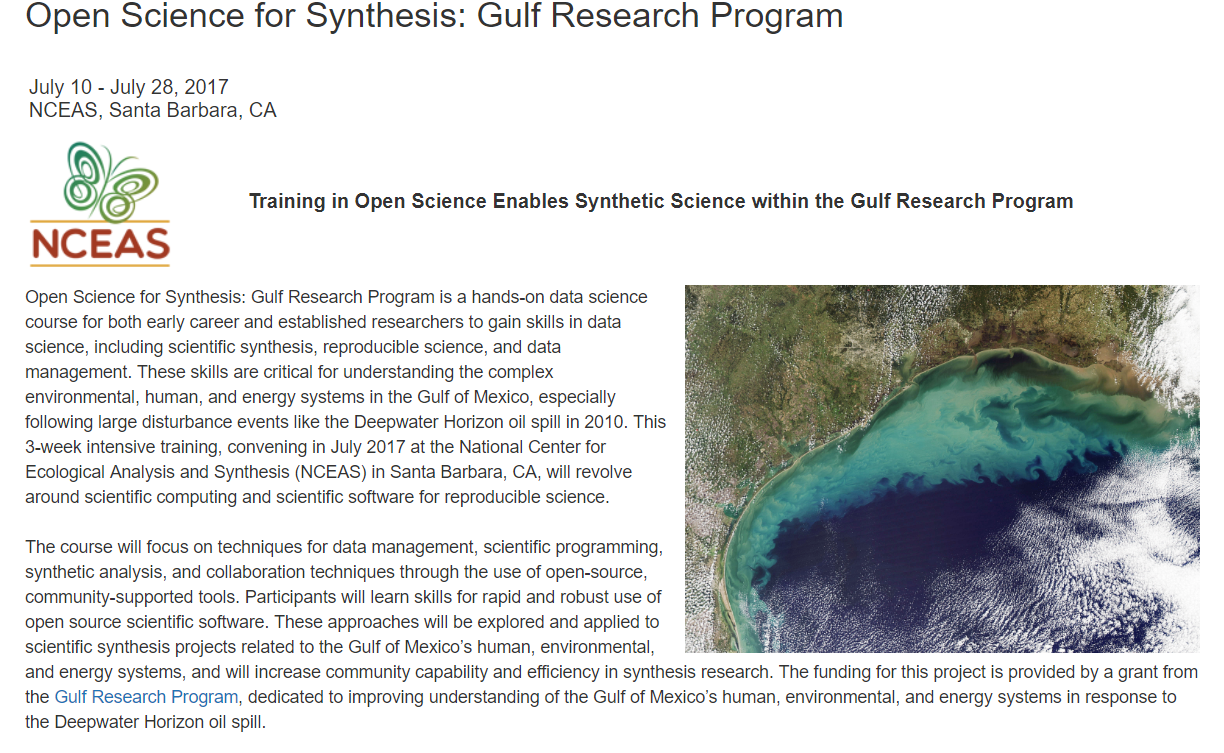 Open Science for Synthesis: Gulf Research Program
July 10 - July 28, 2017
NCEAS, Santa Barbara, CA
NCEAS
Training in Open Science Enables Synthetic Science within the Gulf Research Program
Open Science for Synthesis: Gulf Research Program is a hands-on data science
course for both early career and established researchers to gain skills in data
science, including scientific synthesis, reproducible science, and data
management. These skills are critical for understanding the complex
environmental, human, and energy systems in the Gulf of Mexico, especially
following large disturbance events like the Deepwater Horizon oil spill in 2010. This
3-week intensive training, convening in July 2017 at the National Center for
Ecological Analysis and Synthesis (NCEAS) in Santa Barbara, CA, will revolve
around scientific computing and scientific software for reproducible science.
The course will focus on techniques for data management, scientific programming,
synthetic analysis, and collaboration techniques through the use of open-source,
community-supported tools. Participants will learn skills for rapid and robust use of
open source scientific software. These approaches will be explored and applied to
scientific synthesis projects related to the Gulf of Mexico's human, environmental,
and energy systems, and will increase community capability and efficiency in synthesis research. The funding for this project is provided by a grant from
the Gulf Research Program, dedicated to improving understanding of the Gulf of Mexico's human, environmental, and energy systems in response to
the Deepwater Horizon oil spill.